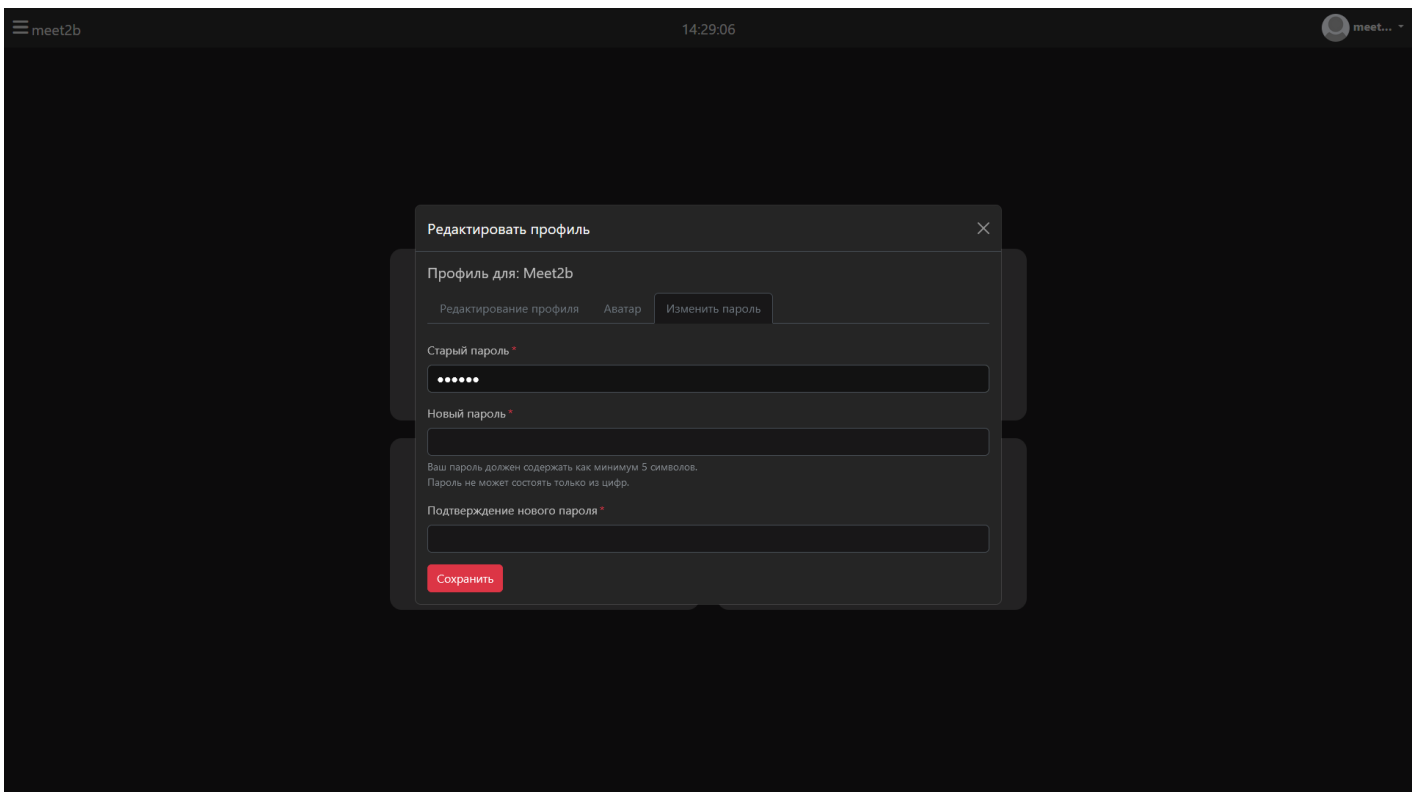 meet2b
14:29:06
meet...
Редактировать профиль
Профиль для: Meet2b
Редактирование профиля Аватар Изменить пароль
Старый пароль *
••••••
Новый пароль *
Ваш пароль должен содержать как минимум 5 символов.
Пароль не может состоять только из цифр.
Подтверждение нового пароля *
Сохранить